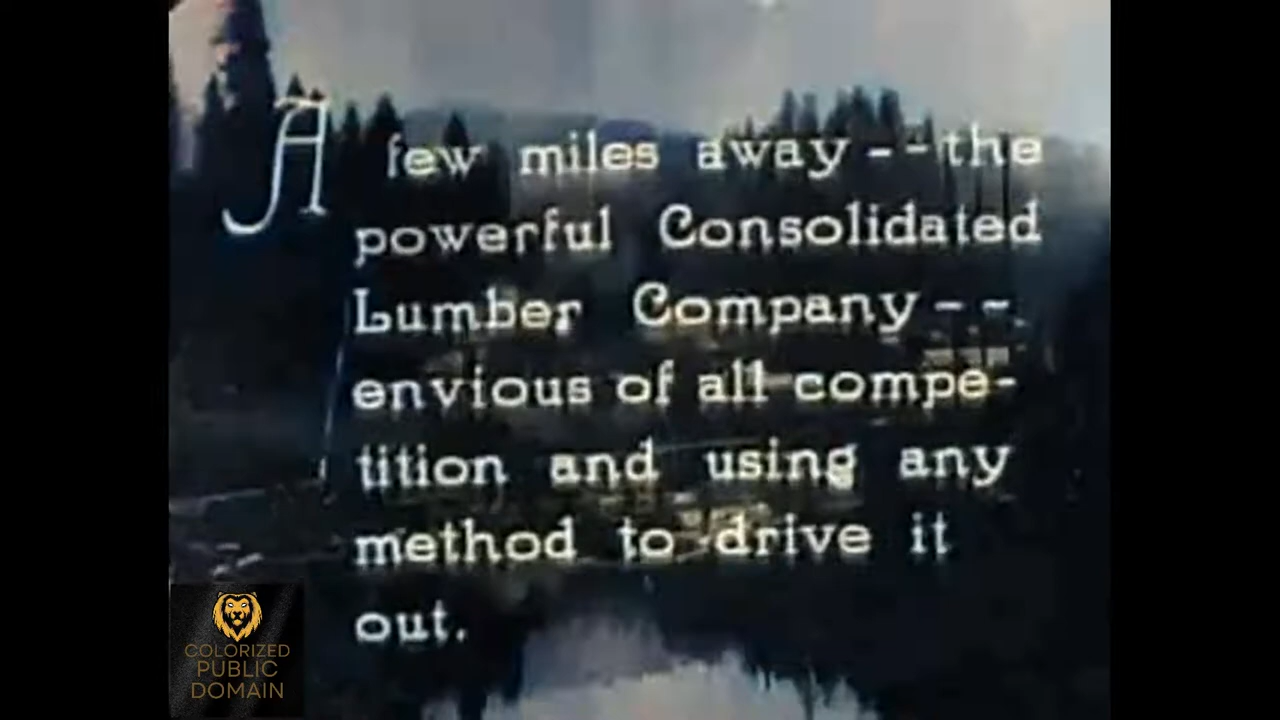 A few miles away -- the
powerful Consolidated
Lumber Company --
envious of all compe-
tition and using any
method to drive it
out.
COLORIZED
PUBLIC
DOMAIN